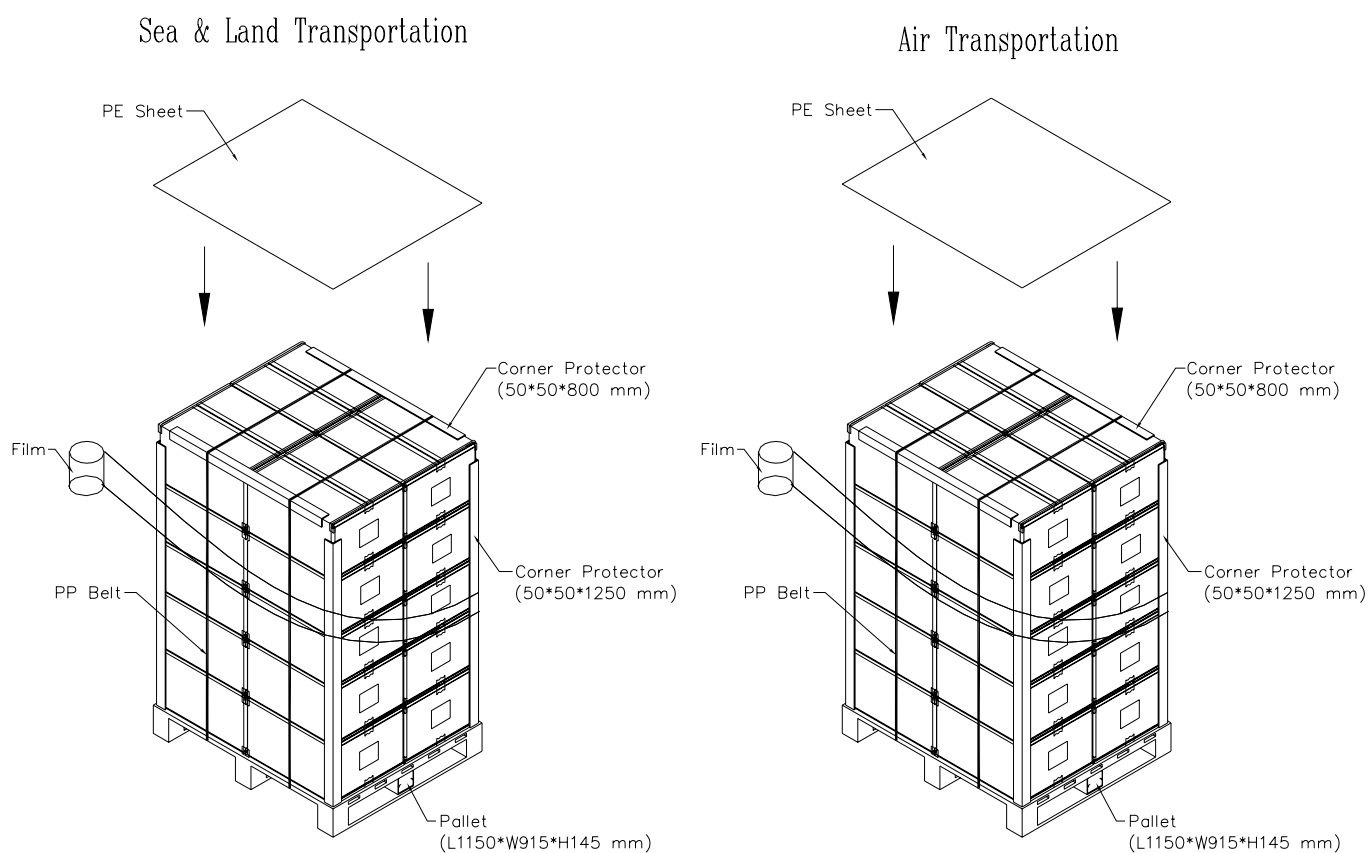 Sea & Land Transportation
PE Sheet
Corner Protector
(50*50*800 mm)
Film
Corner Protector
(50*50*1250 mm)
PP Belt
Pallet
(L1150*W915*H145 mm)
Air Transportation
PE Sheet
Corner Protector
(50*50*800 mm)
Film
Corner Protector
(50*50*1250 mm)
PP Belt
Pallet
(L1150*W915*H145 mm)